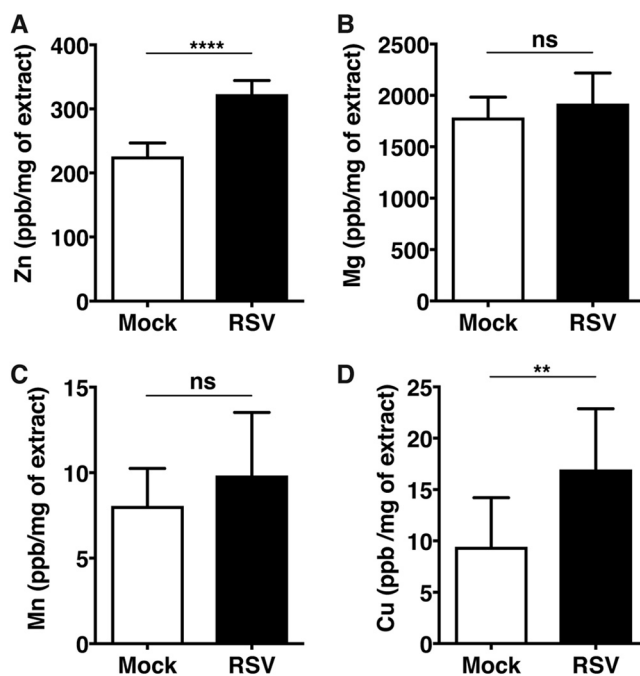 A
****
Zn (ppb/mg of extract)
400
300
200
100
0
Mock RSV
B
ns
Mg (ppb/mg of extract)
2500
2000
1500
1000
500
0
Mock RSV
C
ns
Mn (ppb/mg of extract)
15
10
5
0
Mock RSV
D
**
Cu (ppb /mg of extract)
25
20
15
10
5
0
Mock RSV